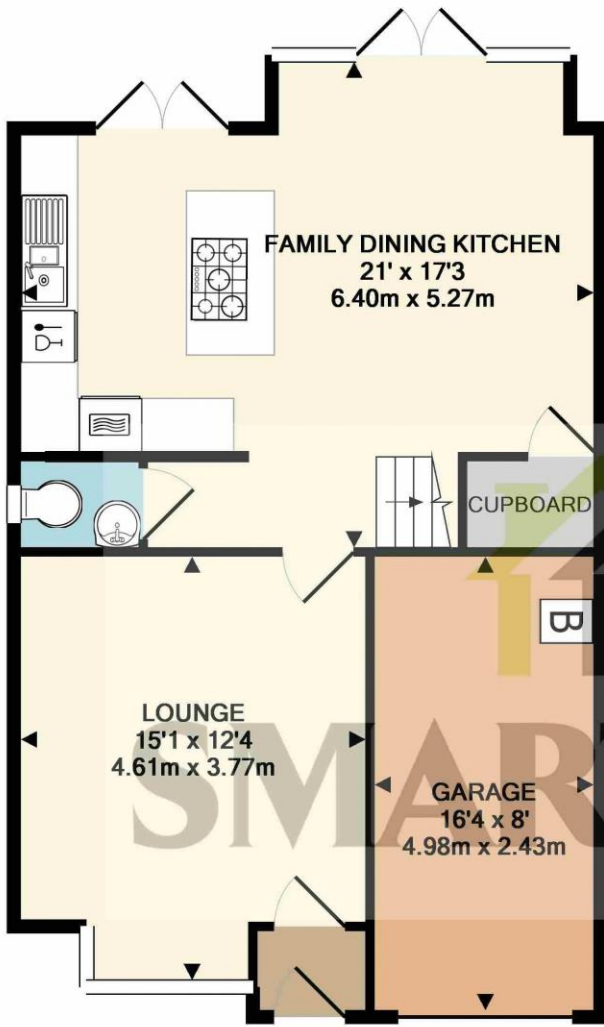 FAMILY DINING KITCHEN
21' x 17'3
6.40m x 5.27m
CUPBOARD
B
LOUNGE
15'1 x 12'4
4.61m x 3.77m
GARAGE
16'4 x 8'
4.98m x 2.43m
SMART